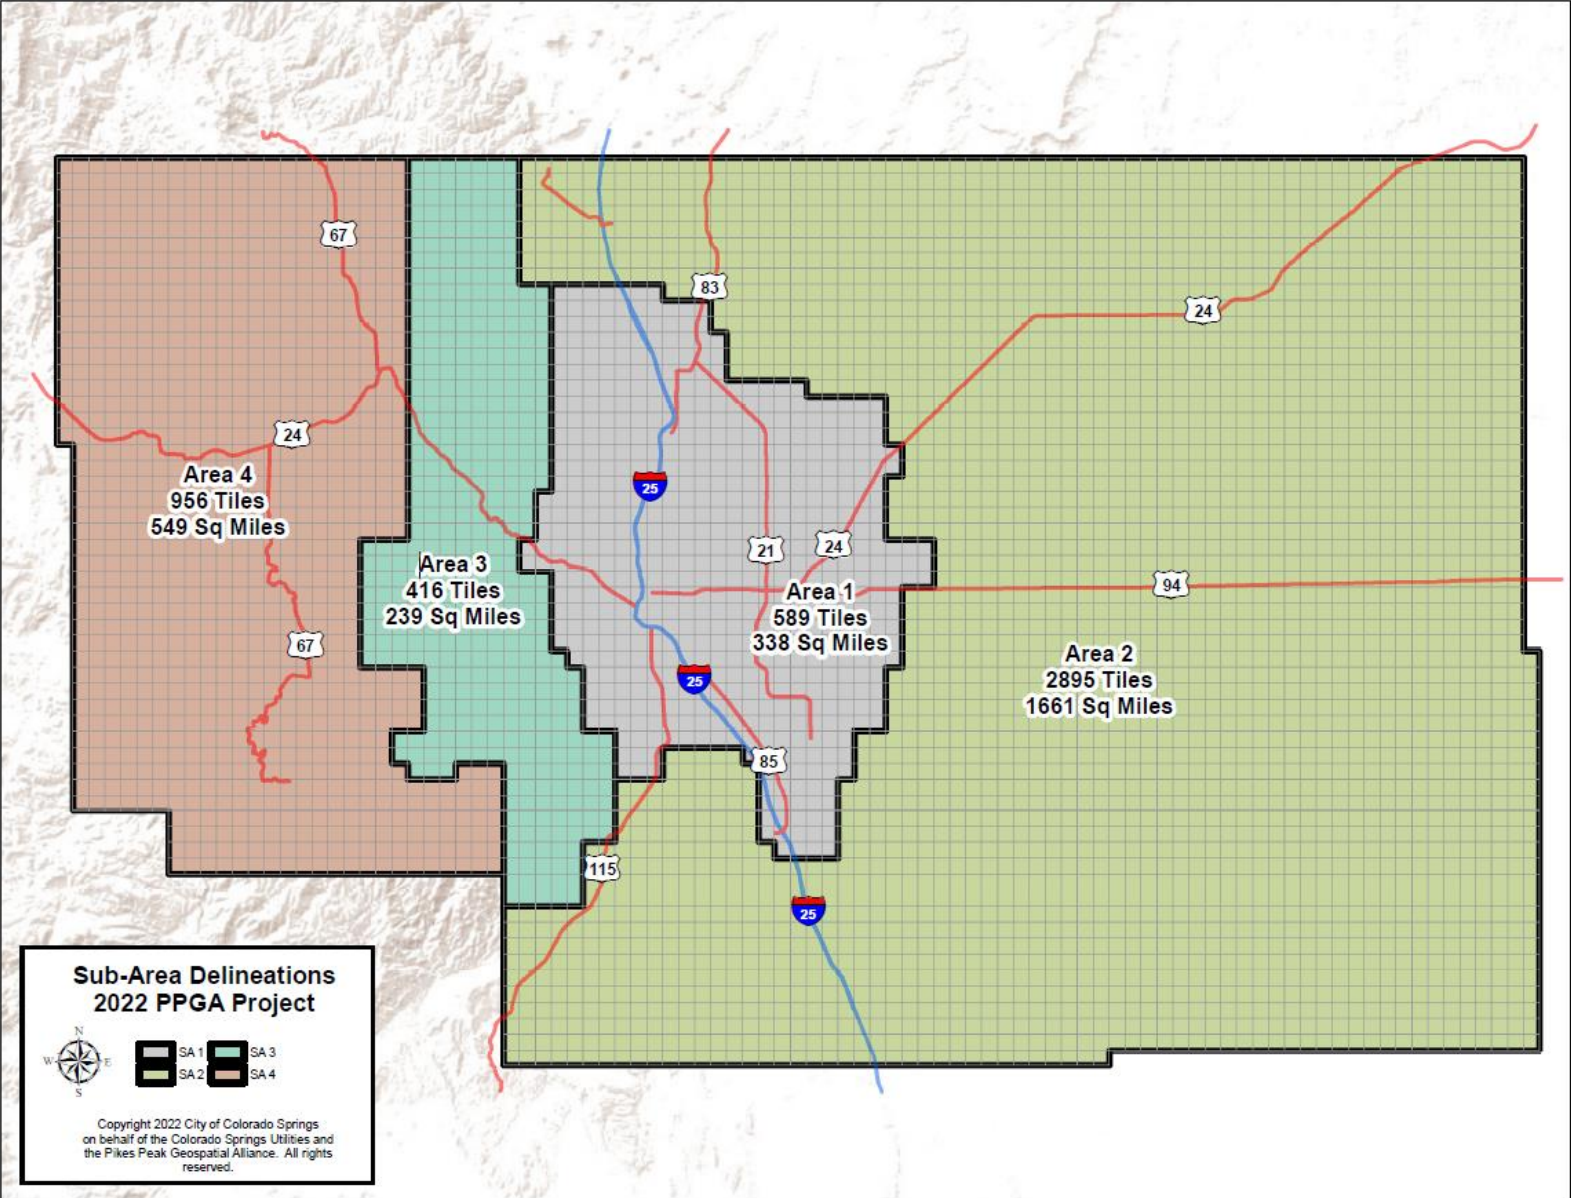 67
83
24
24
Area 4
956 Tiles
549 Sq Miles
25
21
24
Area 3
416 Tiles
239 Sq Miles
94
Area 1
589 Tiles
338 Sq Miles
67
Area 2
2895 Tiles
1661 Sq Miles
25
85
115
25
Sub-Area Delineations
2022 PPGA Project
N
W
E
S
SA 1
SA 3
SA 2
SA 4
Copyright 2022 City of Colorado Springs
on behalf of the Colorado Springs Utilities and
the Pikes Peak Geospatial Alliance. All rights
reserved.